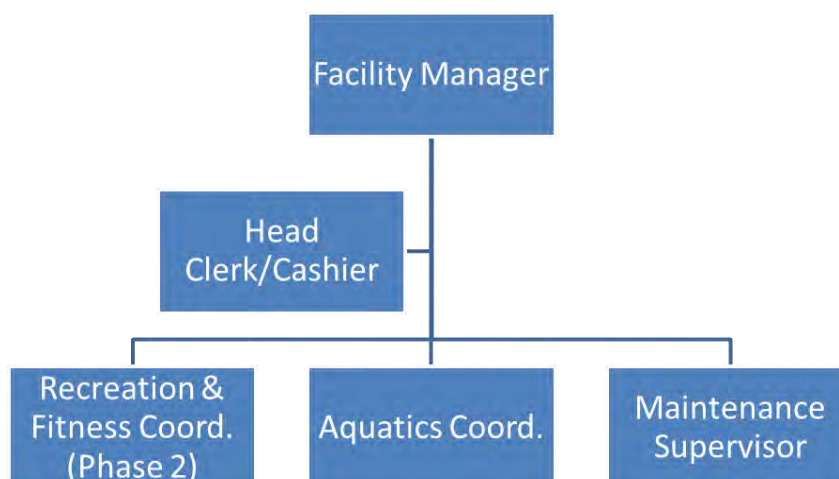 Facility Manager
Head
Clerk/Cashier
Recreation &
Fitness Coord.
(Phase 2)
Aquatics Coord.
Maintenance
Supervisor